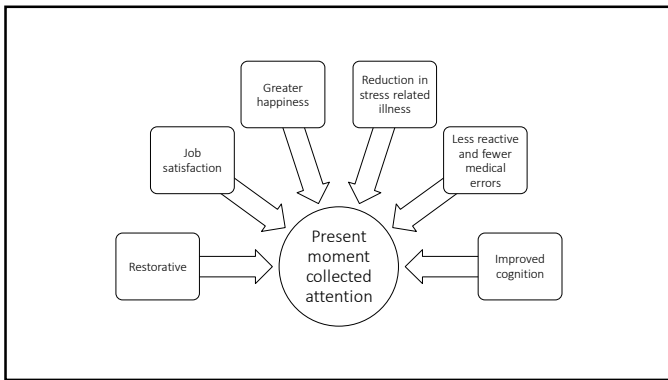 Greater
happiness
Reduction in
stress related
illness
Job
satisfaction
Less reactive
and fewer
medical
errors
Restorative
Present
moment
collected
attention
Improved
cognition